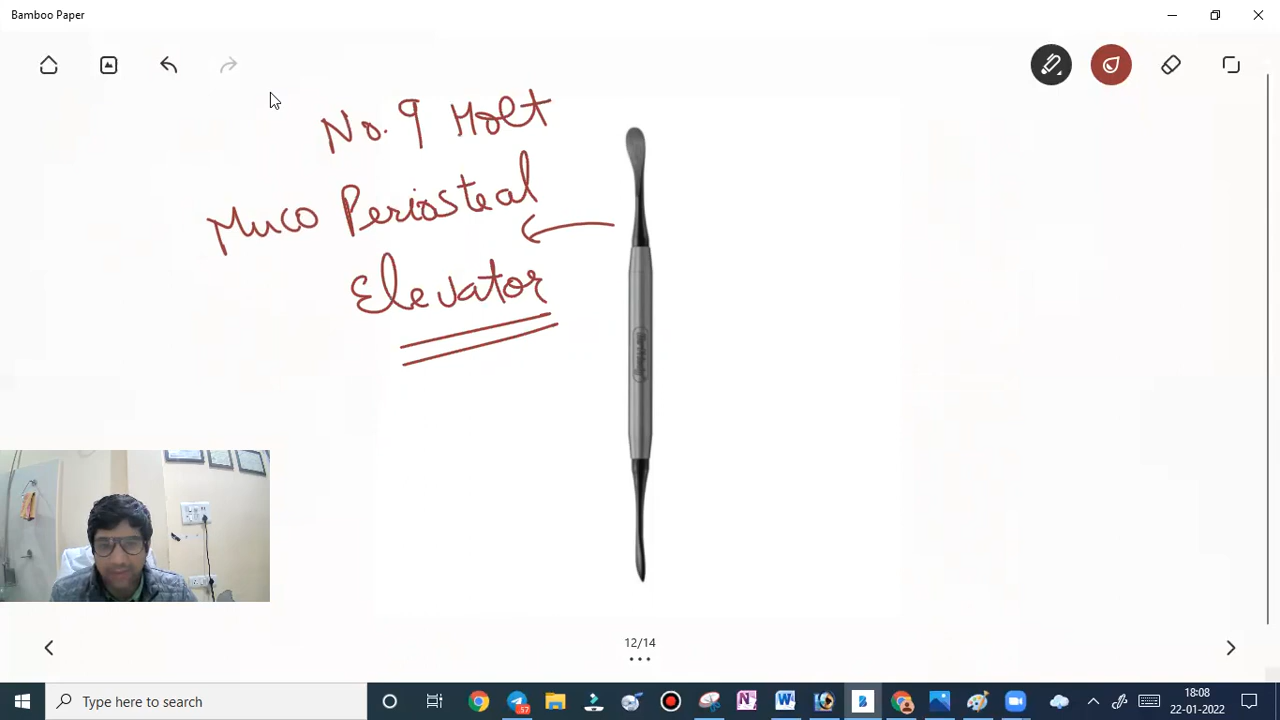 Bamboo Paper
No. 9 Molt
Muco Periosteal
Elevator
12/14
57
Type here to search
18:08
22-01-2022